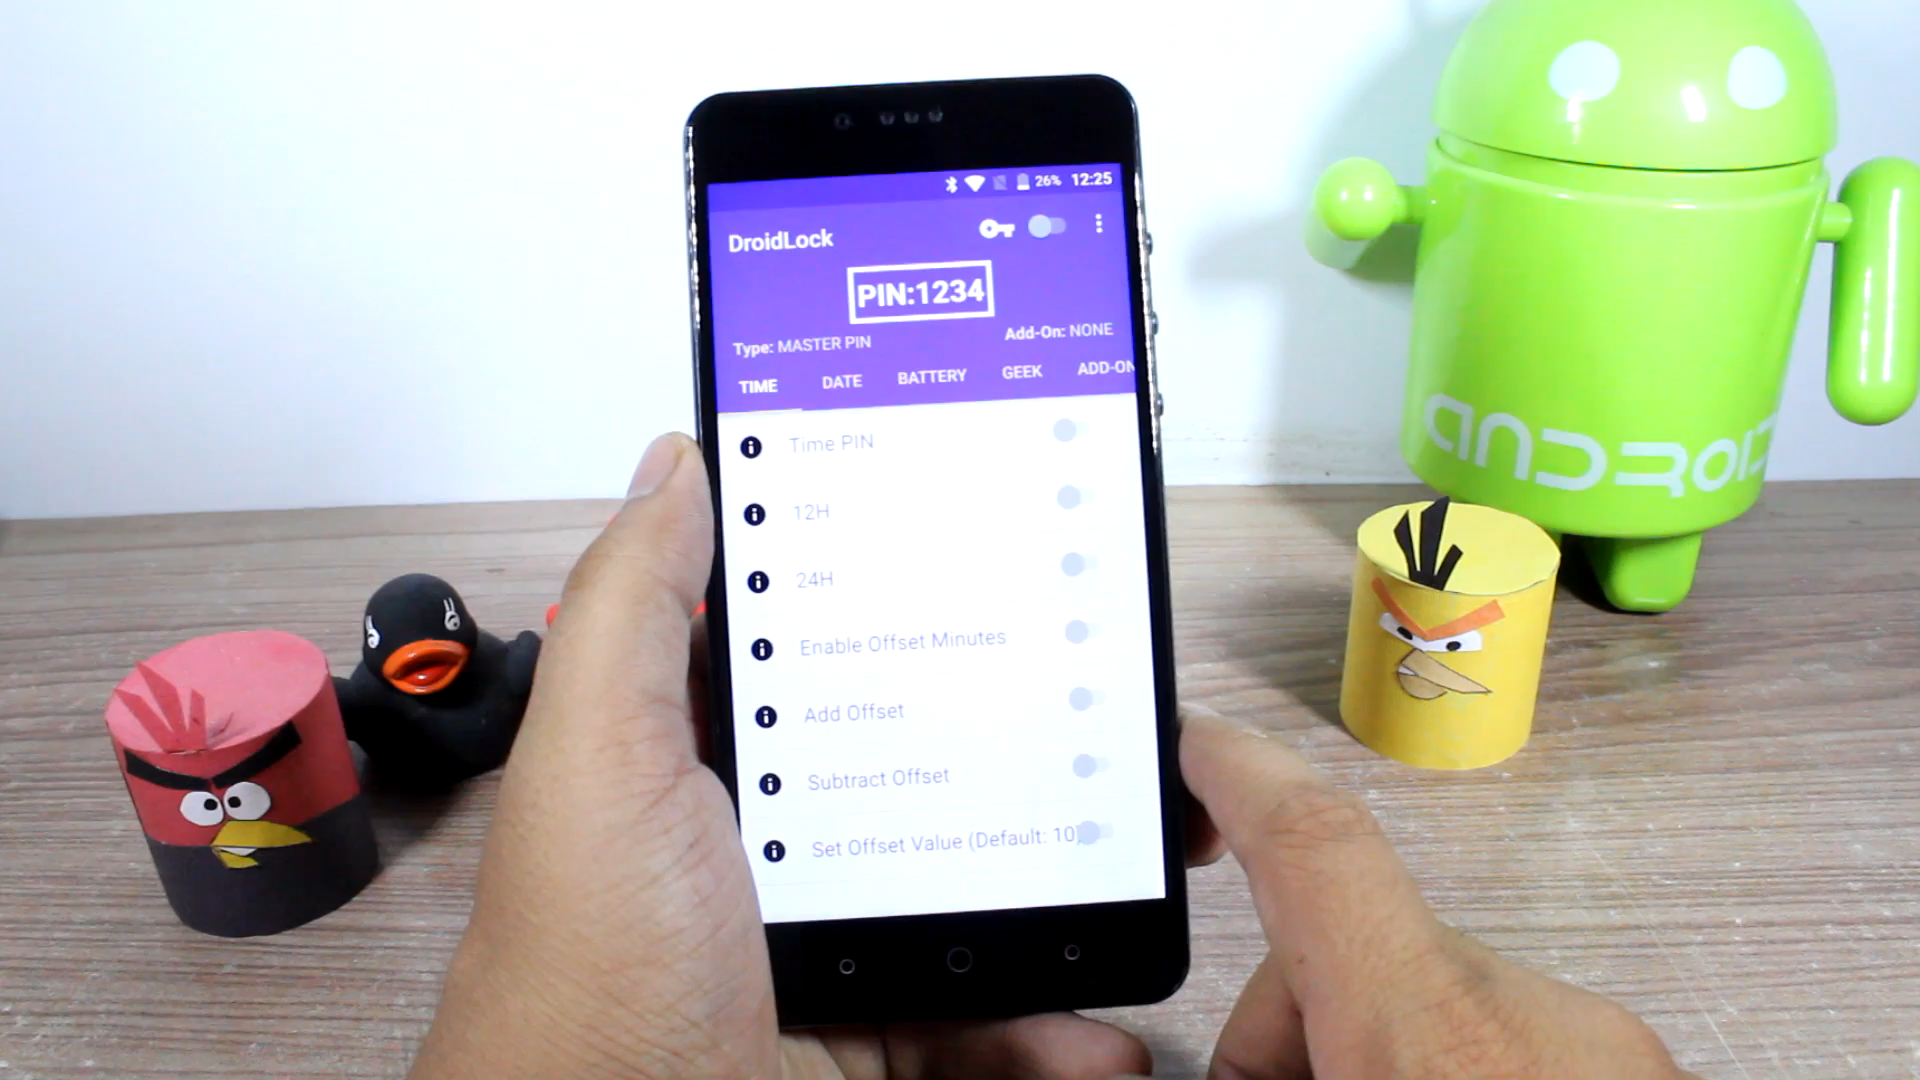 26% 12:25
DroidLock
PIN:1234
Type: MASTER PIN Add-On: NONE
TIME DATE BATTERY GEEK ADD-ON
Time PIN
12H
24H
Enable Offset Minutes
Add Offset
Subtract Offset
Set Offset Value (Default: 10)
ANDROID